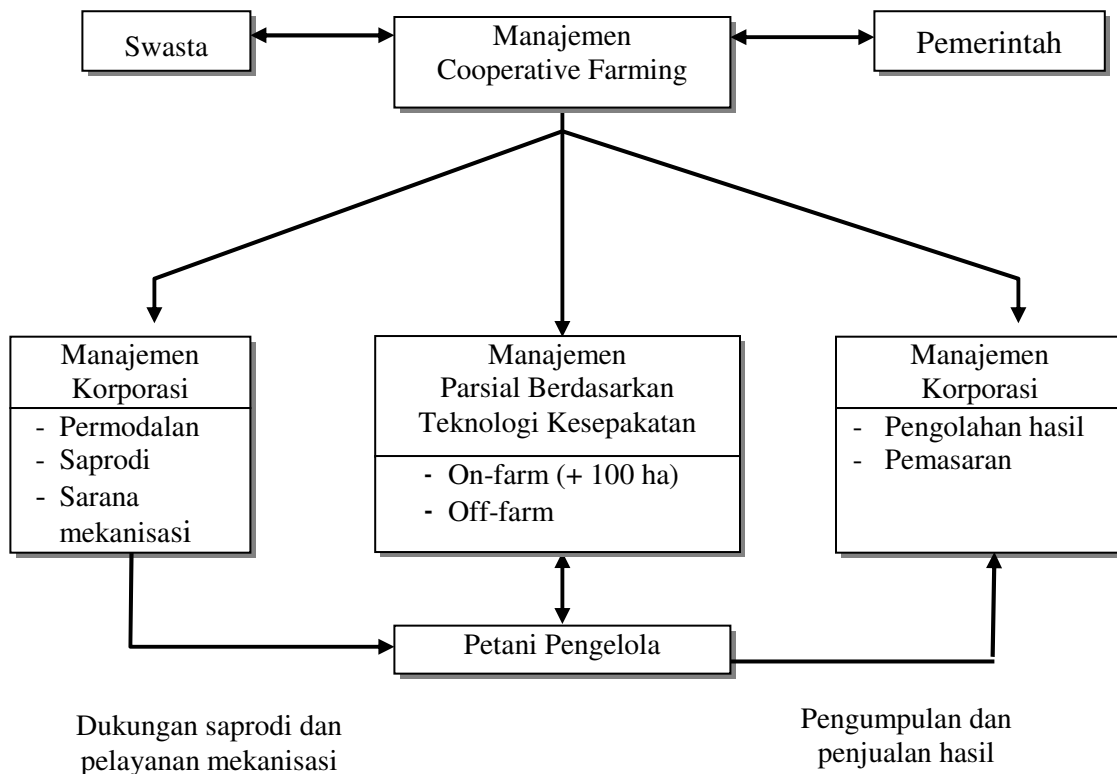 Swasta
Manajemen
Cooperative Farming
Pemerintah
Manajemen
Korporasi
- Permodalan
- Saprodi
- Sarana
mekanisasi
Manajemen
Parsial Berdasarkan
Teknologi Kesepakatan
- On-farm (+ 100 ha)
- Off-farm
Manajemen
Korporasi
- Pengolahan hasil
- Pemasaran
Petani Pengelola
Dukungan saprodi dan
pelayanan mekanisasi
Pengumpulan dan
penjualan hasil